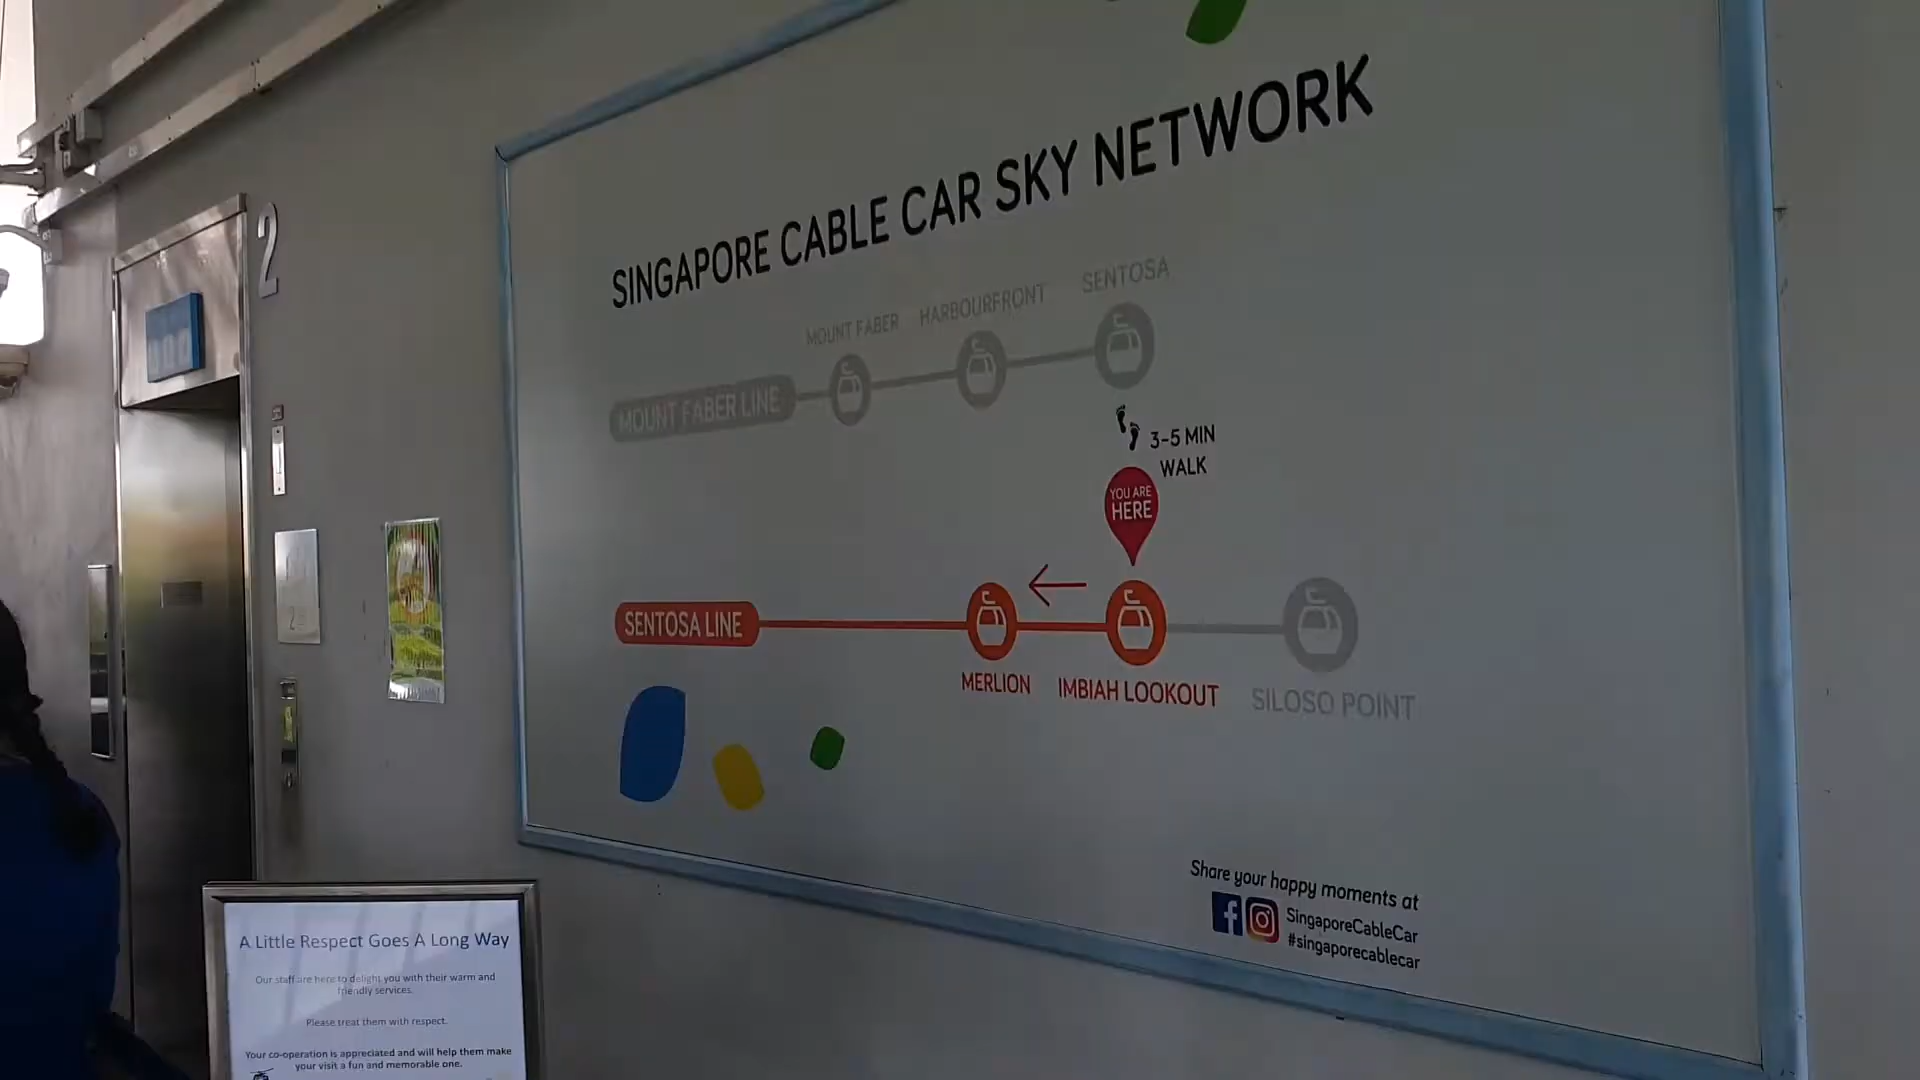 SINGAPORE CABLE CAR SKY NETWORK
2
MOUNT FABER
HARBOURFRONT
SENTOSA
MOUNT FABER LINE
3-5 MIN
WALK
YOU ARE
HERE
SENTOSA LINE
MERLION
IMBIAH LOOKOUT
SILOSO POINT
Share your happy moments at
SingaporeCableCar
#singaporecablecar
A Little Respect Goes A Long Way
Our staff are here to delight you with their warm and
friendly services.
Please treat them with respect.
Your co-operation is appreciated and will help them make
your visit a fun and memorable one.